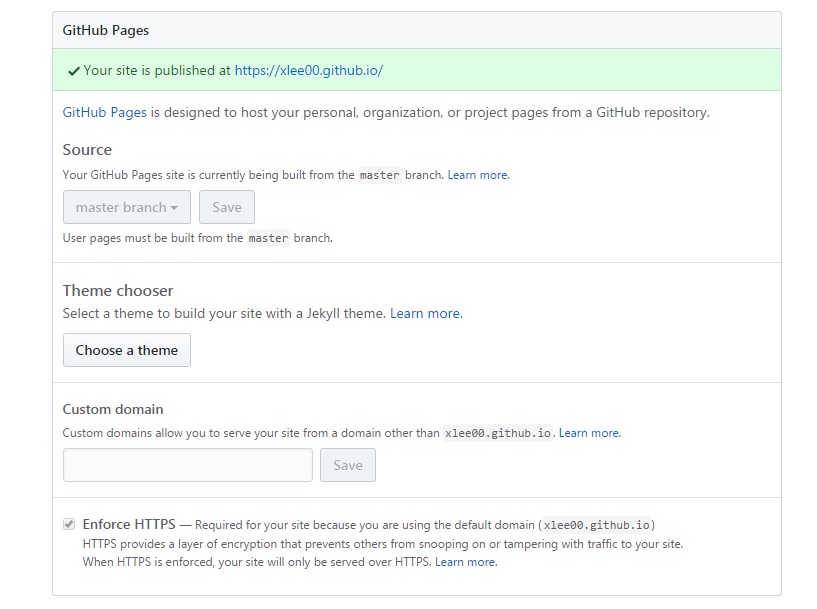 GitHub Pages
Your site is published at https://xlee00.github.io/
GitHub Pages is designed to host your personal, organization, or project pages from a GitHub repository.
Source
Your GitHub Pages site is currently being built from the master branch. Learn more.
master branch
Save
User pages must be built from the master branch.
Theme chooser
Select a theme to build your site with a Jekyll theme. Learn more.
Choose a theme
Custom domain
Custom domains allow you to serve your site from a domain other than xlee00.github.io. Learn more.
Save
Enforce HTTPS — Required for your site because you are using the default domain (xlee00.github.io)
HTTPS provides a layer of encryption that prevents others from snooping on or tampering with traffic to your site.
When HTTPS is enforced, your site will only be served over HTTPS. Learn more.